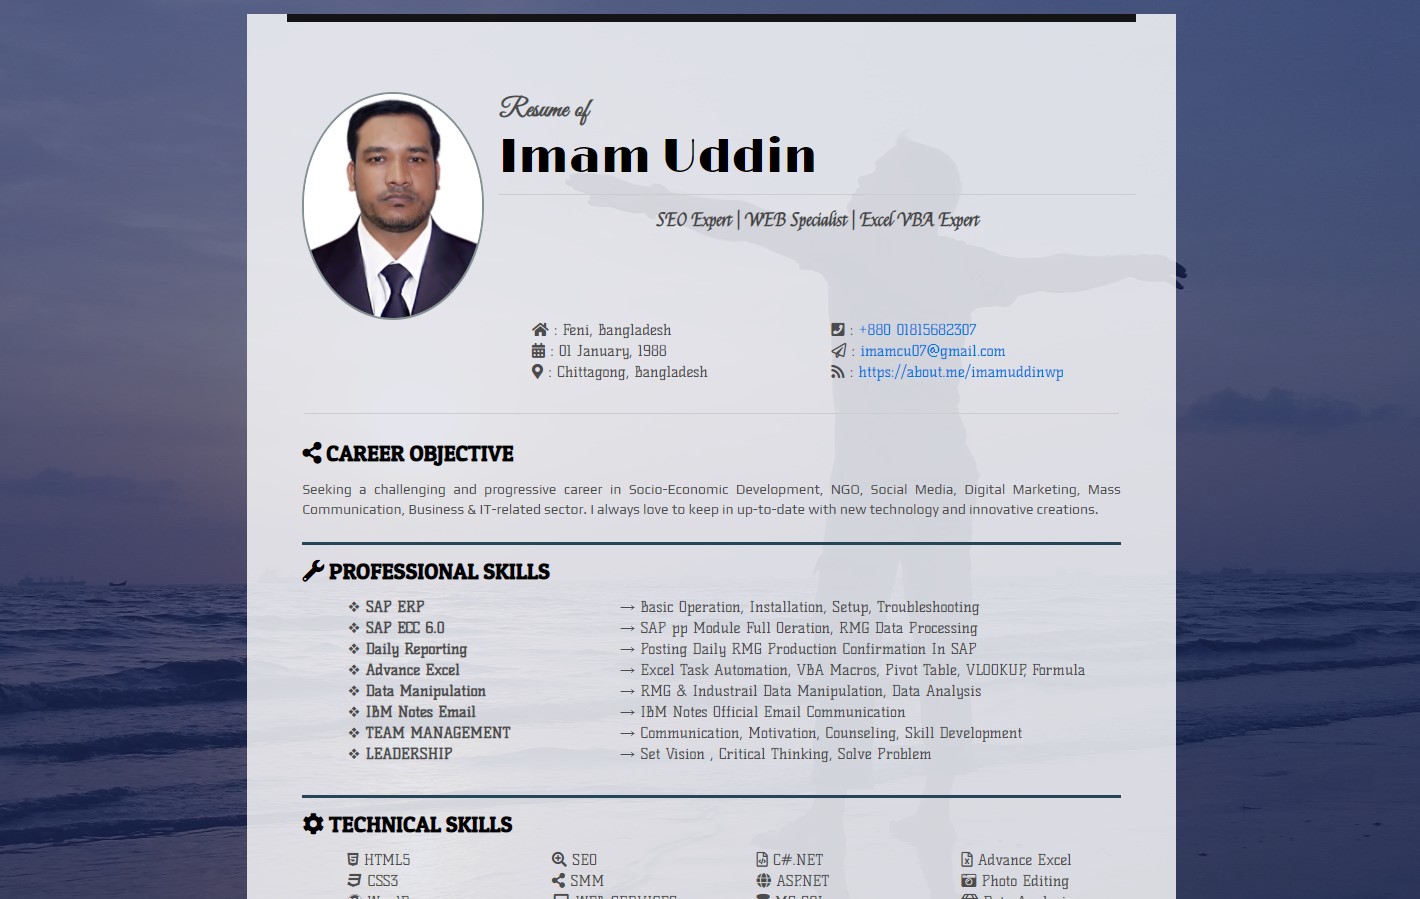 Resume of
Imam Uddin
SEO Expert | WEB Specialist | Excel VBA Expert
: Feni, Bangladesh
: +880 01815682307
: 01 January, 1988
: imamcu07@gmail.com
: Chittagong, Bangladesh
: https://about.me/imamuddinwp
CAREER OBJECTIVE
Seeking a challenging and progressive career in Socio-Economic Development, NGO, Social Media, Digital Marketing, Mass
Communication, Business & IT-related sector. I always love to keep in up-to-date with new technology and innovative creations.
PROFESSIONAL SKILLS
❖ SAP ERP → Basic Operation, Installation, Setup, Troubleshooting
❖ SAP ECC 6.0 → SAP pp Module Full Oeration, RMG Data Processing
❖ Daily Reporting → Posting Daily RMG Production Confirmation In SAP
❖ Advance Excel → Excel Task Automation, VBA Macros, Pivot Table, VLOOKUP, Formula
❖ Data Manipulation → RMG & Industrail Data Manipulation, Data Analysis
❖ IBM Notes Email → IBM Notes Official Email Communication
❖ TEAM MANAGEMENT → Communication, Motivation, Counseling, Skill Development
❖ LEADERSHIP → Set Vision , Critical Thinking, Solve Problem
TECHNICAL SKILLS
HTML5 SEO C#.NET Advance Excel
CSS3 SMM ASP.NET Photo Editing